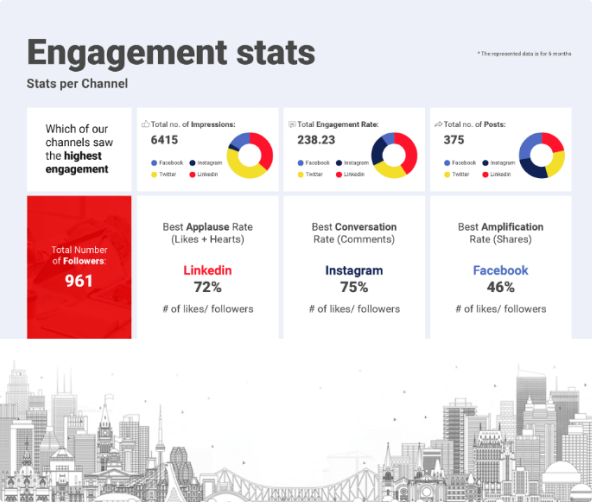 Engagement stats
* The represented data is for 6 months
Stats per Channel
Which of our
channels saw
the highest
engagement
Total no. of Impressions:
6415
Facebook
Instagram
Twitter
Linkedin
Total Engagement Rate:
238.23
Facebook
Instagram
Twitter
Linkedin
Total no. of Posts:
375
Facebook
Instagram
Twitter
Linkedin
Total Number
of Followers:
961
Best Applause Rate
(Likes + Hearts)
Linkedin
72%
# of likes/ followers
Best Conversation
Rate (Comments)
Instagram
75%
# of likes/ followers
Best Amplification
Rate (Shares)
Facebook
46%
# of likes/ followers